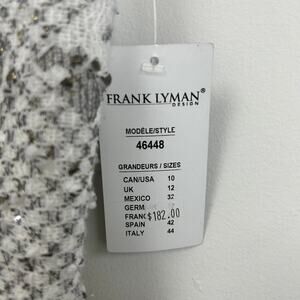 FRANK LYMAN®
DESIGN
MODÈLE/STYLE
46448
GRANDEURS / SIZES
CAN/USA 10
UK 12
MEXICO 32
GERM
FRANC $182.00
SPAIN 42
ITALY 44